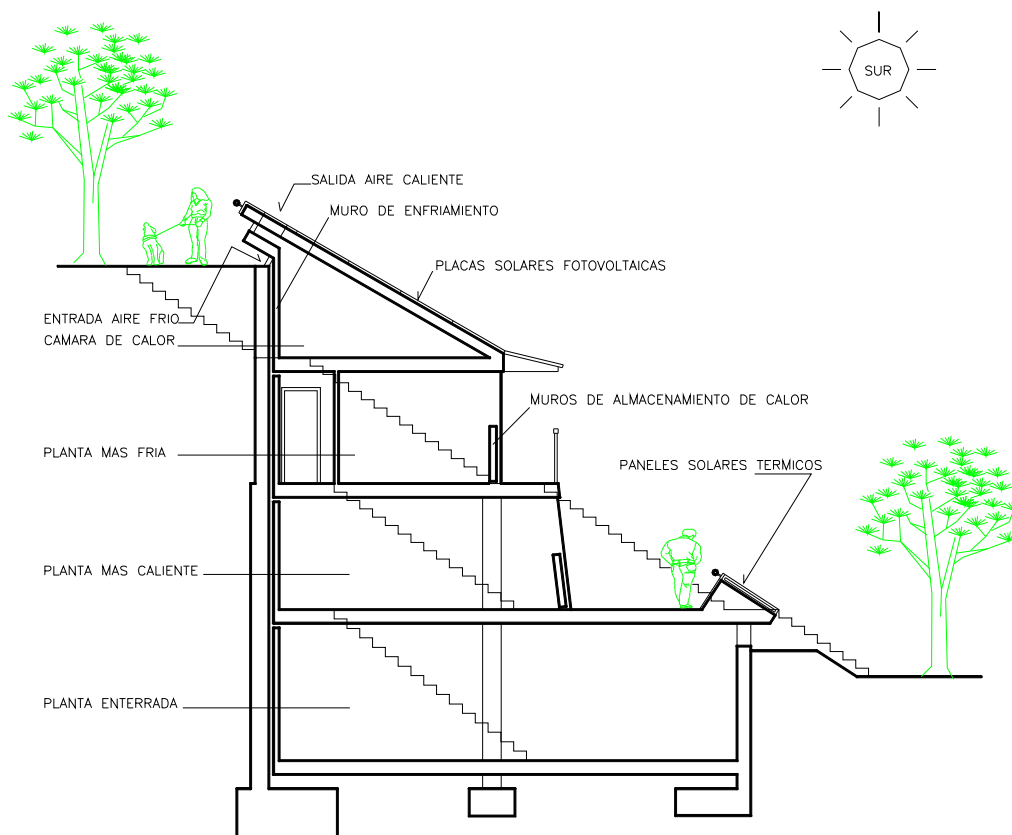 SUR
SALIDA AIRE CALIENTE
MURO DE ENFRIAMIENTO
PLACAS SOLARES FOTOVOLTAICAS
ENTRADA AIRE FRIO
CAMARA DE CALOR
MUROS DE ALMACENAMIENTO DE CALOR
PLANTA MAS FRIA
PANELES SOLARES TERMICOS
PLANTA MAS CALIENTE
PLANTA ENTERRADA